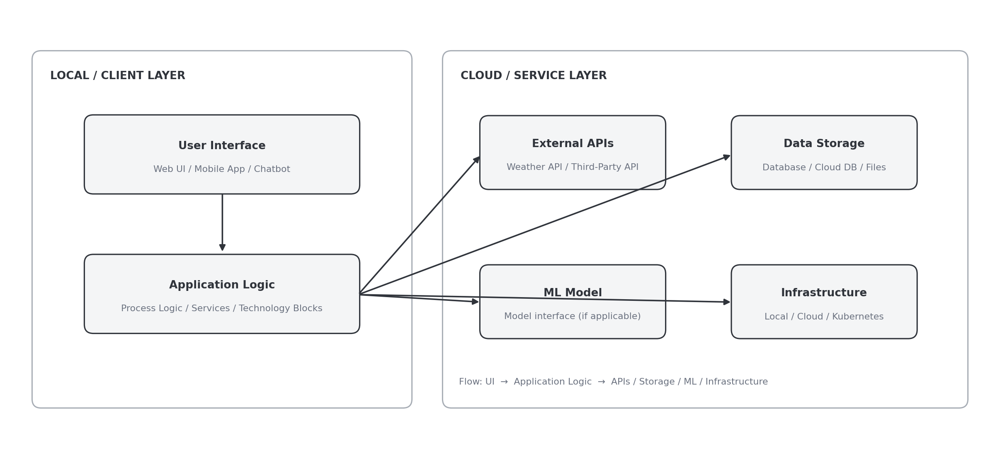 LOCAL / CLIENT LAYER
User Interface
Web UI / Mobile App / Chatbot
Application Logic
Process Logic / Services / Technology Blocks
CLOUD / SERVICE LAYER
External APIs
Weather API / Third-Party API
Data Storage
Database / Cloud DB / Files
ML Model
Model interface (if applicable)
Infrastructure
Local / Cloud / Kubernetes
Flow: UI → Application Logic → APIs / Storage / ML / Infrastructure